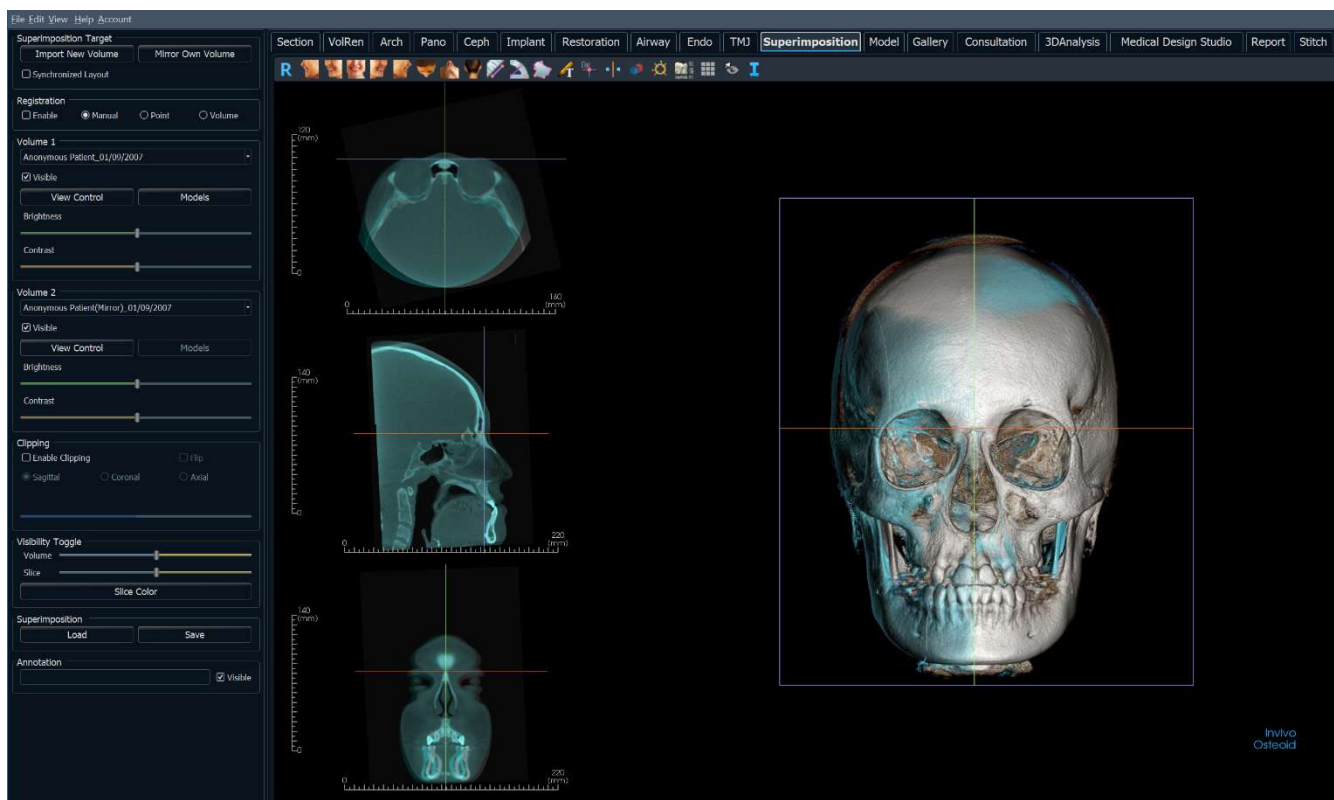 File Edit View Help Account
Superimposition Target
Import New Volume Mirror Own Volume
Synchronized Layout
Registration
Enable Manual Point Volume
Volume 1
Anonymous Patient_01/09/2007
Visible
View Control Models
Brightness
Contrast
Volume 2
Anonymous Patient(Mirror)_01/09/2007
Visible
View Control Models
Brightness
Contrast
Clipping
Enable Clipping Flip
Sagittal Coronal Axial
Visibility Toggle
Volume
Slice
Slice Color
Superimposition
Load Save
Annotation
Visible
Section VolRen Arch Pano Ceph Implant Restoration Airway Endo TMJ Superimposition Model Gallery Consultation 3DAnalysis Medical Design Studio Report Stitch
R T I
120
(mm)
0
0 160
(mm)
140
(mm)
0
0 220
(mm)
140
(mm)
0
0 220
(mm)
Invivo
Osteoid